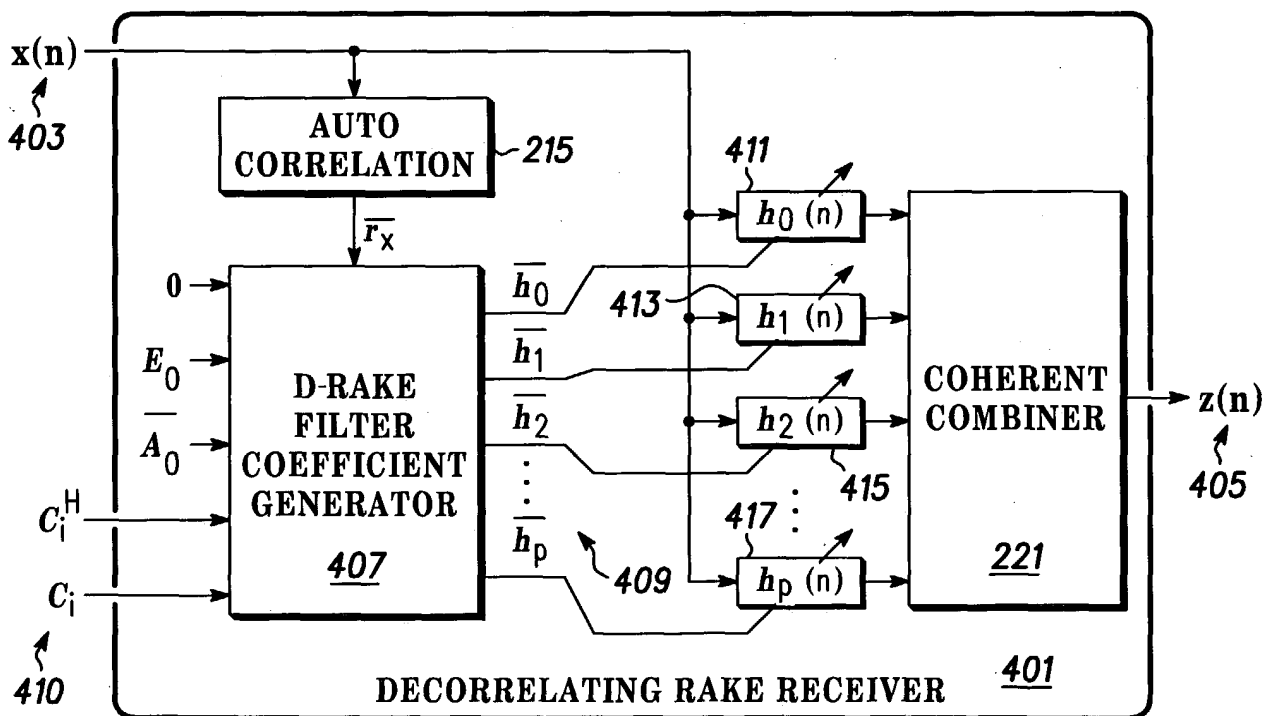 x(n)
403
AUTO
CORRELATION
215
r̅x̅
0
E₀
A̅₀
Cᵢᴴ
Cᵢ
410
D-RAKE
FILTER
COEFFICIENT
GENERATOR
407
h̅₀
h̅₁
h̅₂
⋮
h̅ₚ
409
411
h₀ (n)
413
h₁ (n)
h₂ (n)
415
⋮
417
hₚ (n)
COHERENT
COMBINER
221
z(n)
405
401
DECORRELATING RAKE RECEIVER